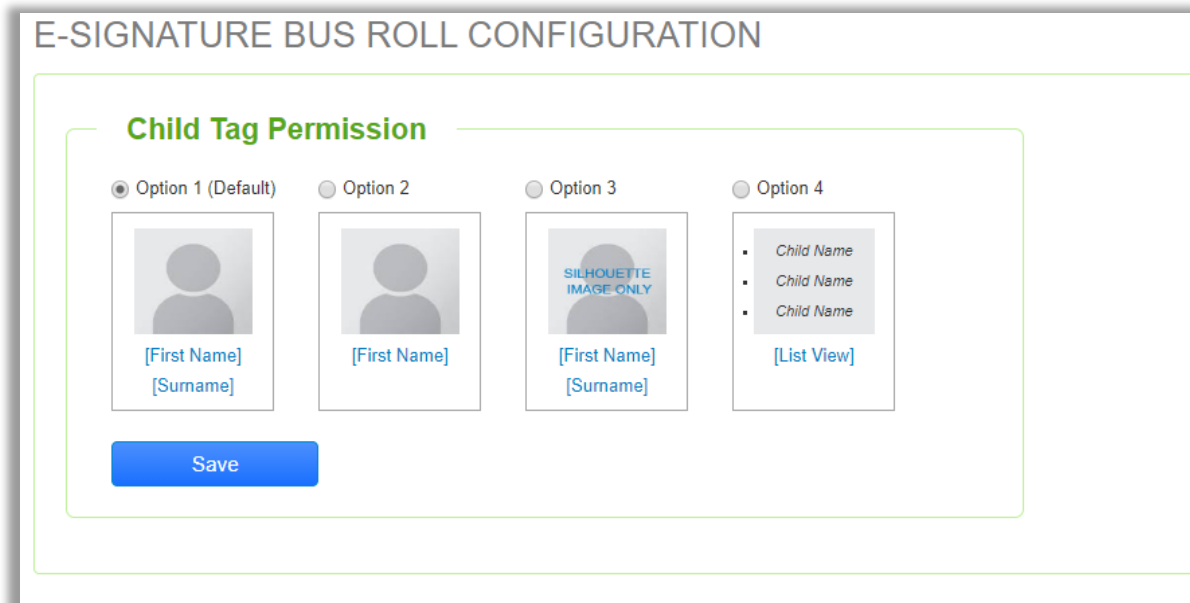 E-SIGNATURE BUS ROLL CONFIGURATION
Child Tag Permission
Option 1 (Default)
[First Name]
[Surname]
Option 2
[First Name]
Option 3
SILHOUETTE
IMAGE ONLY
[First Name]
[Surname]
Option 4
Child Name
Child Name
Child Name
[List View]
Save